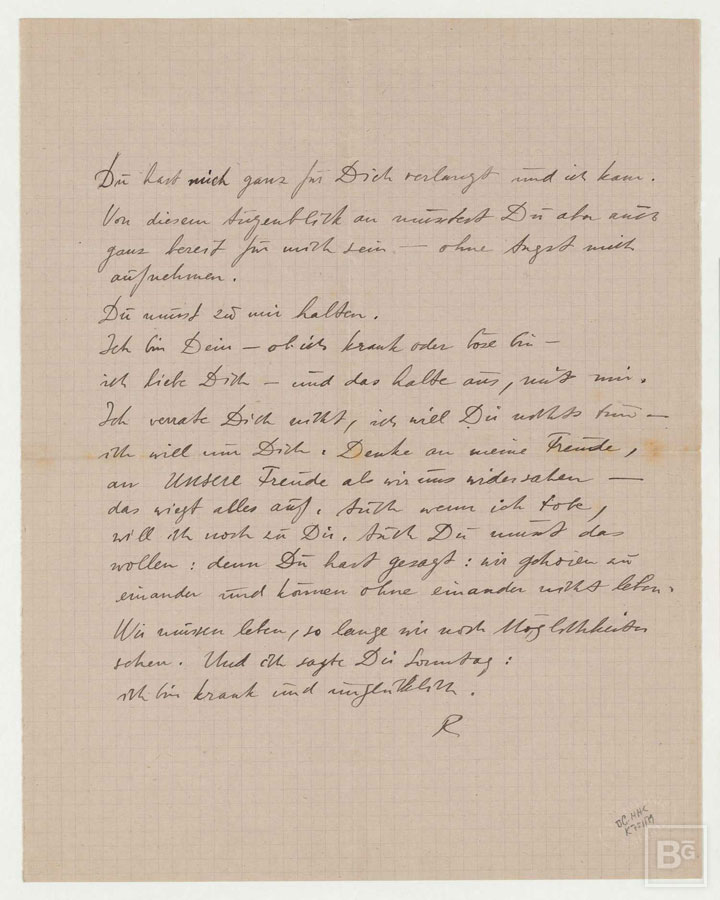 Du hast mich ganz für Dich verlangt und ich kam.
Von diesem Augenblick an musstest Du aber auch
ganz bereit für mich sein – ohne Angst mich
aufnehmen.
Du musst zu mir halten.
Ich bin Dein – ob ich krank oder böse bin –
ich liebe Dich – und das halte aus, mit mir.
Ich verrate Dich nicht, ich will Dir nichts tun –
ich will nur Dich. Denke an meine Freude,
an UNSERE Freude als wir uns widersahen –
das wiegt alles auf. Auch wenn ich tobe,
will ich noch zu Dir. Auch Du musst das
wollen: denn Du hast gesagt: wir gehören zu
einander und können ohne einander nicht leben.
Wir müssen leben, so lange wir noch Möglichkeiten
sehen. Und ich sagte Dir Sonntag:
ich bin krank und unglücklich.
R
BG